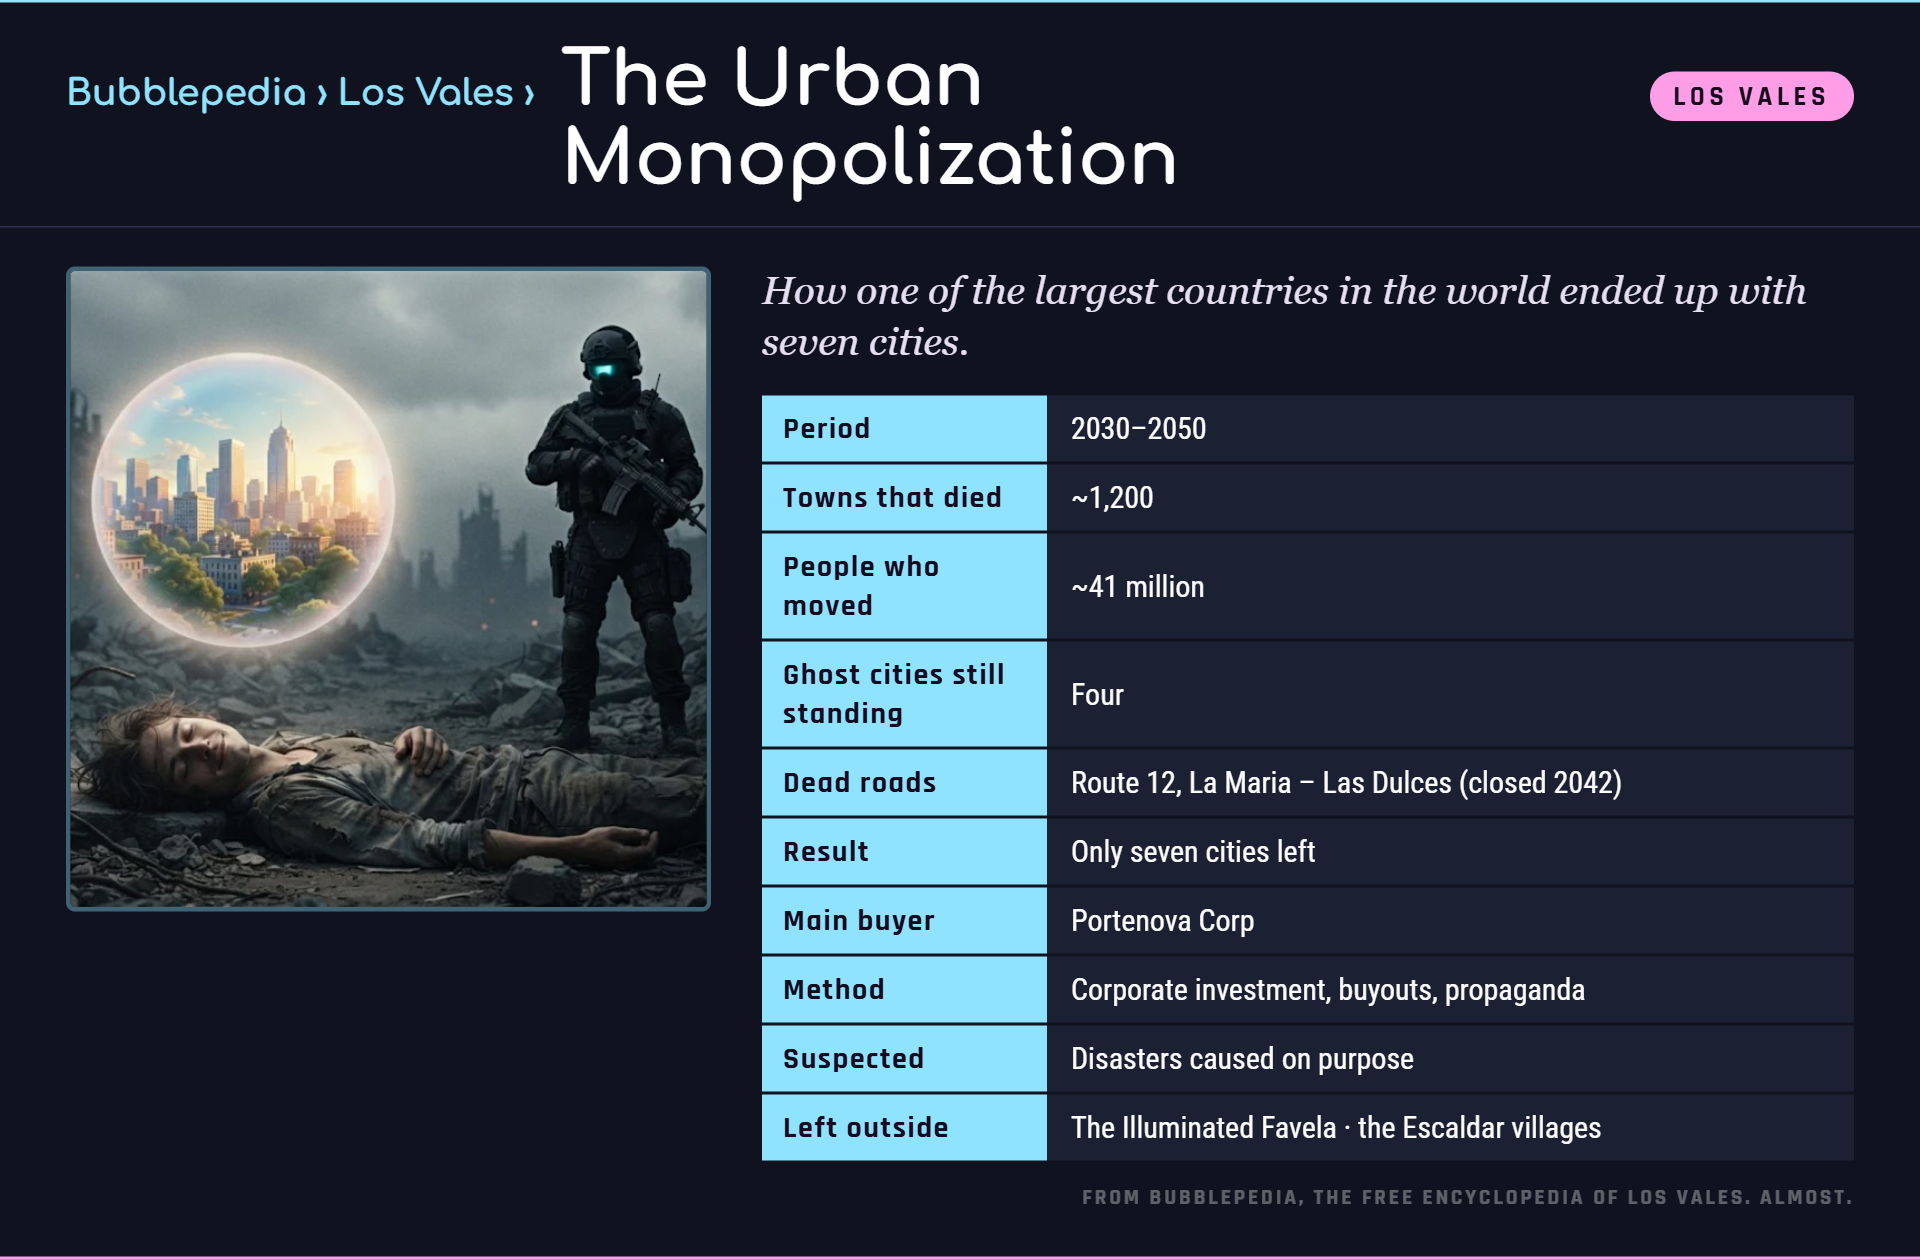 Bubblepedia › Los Vales ›
The Urban
Monopolization
LOS VALES
How one of the largest countries in the world ended up with
seven cities.
Period
2030–2050
Towns that died
~1,200
People who
moved
~41 million
Ghost cities still
standing
Four
Dead roads
Route 12, La Maria – Las Dulces (closed 2042)
Result
Only seven cities left
Main buyer
Portenova Corp
Method
Corporate investment, buyouts, propaganda
Suspected
Disasters caused on purpose
Left outside
The Illuminated Favela · the Escaldar villages
FROM BUBBLEPEDIA, THE FREE ENCYCLOPEDIA OF LOS VALES. ALMOST.